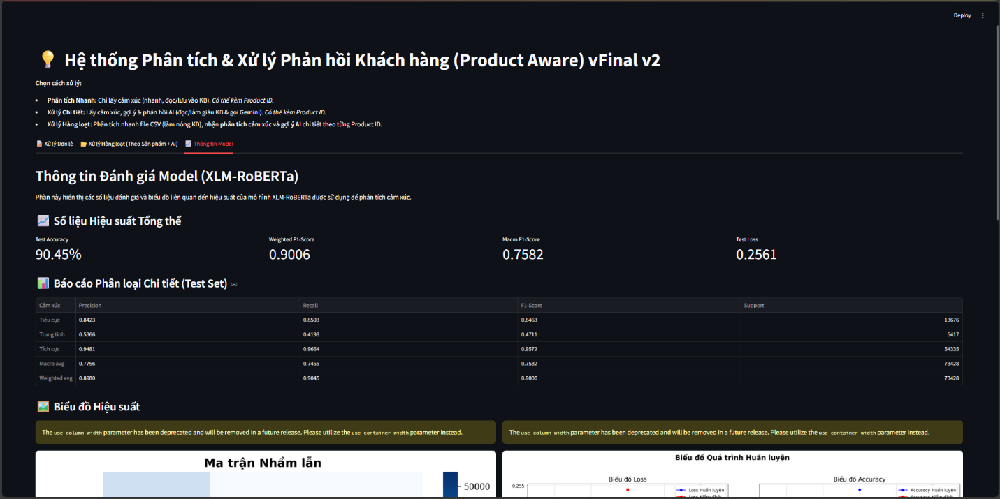 Deploy
Hệ thống Phân tích & Xử lý Phản hồi Khách hàng (Product Aware) vFinal v2
Chọn cách xử lý:
• Phân tích Nhanh: Chỉ lấy cảm xúc (nhanh, đọc/lưu vào KB). Có thể kèm Product ID.
• Xử lý Chi tiết: Lấy cảm xúc, gợi ý & phản hồi AI (đọc/làm giàu KB & gọi Gemini). Có thể kèm Product ID.
• Xử lý Hàng loạt: Phân tích nhanh file CSV (làm nóng KB), nhận phân tích cảm xúc và gợi ý AI chi tiết theo từng Product ID.
Xử lý Đơn lẻ Xử lý Hàng loạt (Theo Sản phẩm + AI) Thông tin Model
Thông tin Đánh giá Model (XLM-RoBERTa)
Phần này hiển thị các số liệu đánh giá và biểu đồ liên quan đến hiệu suất của mô hình XLM-RoBERTa được sử dụng để phân tích cảm xúc.
Số liệu Hiệu suất Tổng thể
Test Accuracy Weighted F1-Score Macro F1-Score Test Loss
90.45% 0.9006 0.7582 0.2561
Báo cáo Phân loại Chi tiết (Test Set)
Cảm xúc Precision Recall F1-Score Support
Tiêu cực 0.8423 0.8503 0.8463 13676
Trung tính 0.5366 0.4198 0.4711 5417
Tích cực 0.9481 0.9664 0.9572 54335
Macro avg 0.7756 0.7455 0.7582 73428
Weighted avg 0.8980 0.9045 0.9006 73428
Biểu đồ Hiệu suất
The use_column_width parameter has been deprecated and will be removed in a future release. Please utilize the use_container_width parameter instead.
The use_column_width parameter has been deprecated and will be removed in a future release. Please utilize the use_container_width parameter instead.
Ma trận Nhầm lẫn
50000
Biểu đồ Quá trình Huấn luyện
Biểu đồ Loss Biểu đồ Accuracy
0.255
Loss Huấn luyện Accuracy Huấn luyện